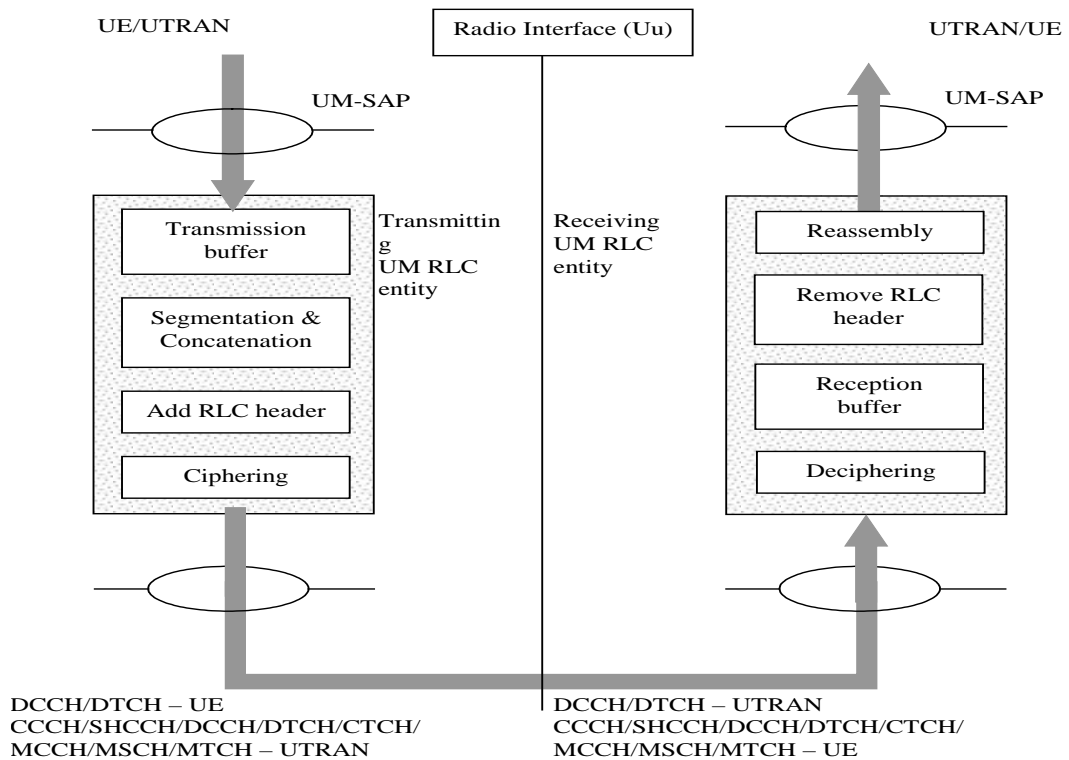 UE/UTRAN
Radio Interface (Uu)
UTRAN/UE
UM-SAP
UM-SAP
Transmission
buffer
Segmentation &
Concatenation
Add RLC header
Ciphering
Transmittin
g
UM RLC
entity
Receiving
UM RLC
entity
Reassembly
Remove RLC
header
Reception
buffer
Deciphering
DCCH/DTCH – UE
CCCH/SHCCH/DCCH/DTCH/CTCH/
MCCH/MSCH/MTCH – UTRAN
DCCH/DTCH – UTRAN
CCCH/SHCCH/DCCH/DTCH/CTCH/
MCCH/MSCH/MTCH – UE